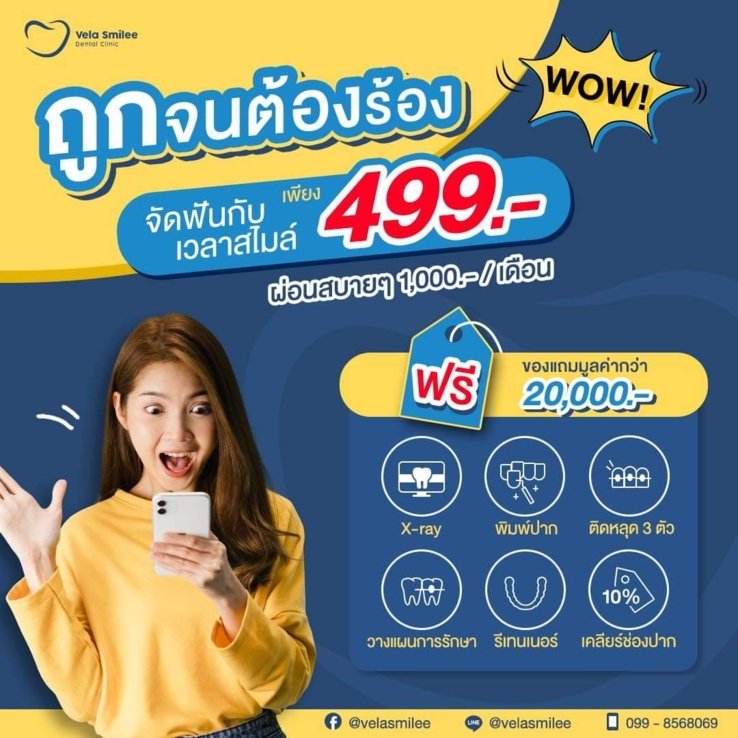 Vela Smilee
Dental Clinic
WOW!
ถูกจนต้องร้อง
จัดฟันกับ
เวลาสไมล์
เพียง
499.-
ผ่อนสบายๆ 1,000.- / เดือน
ฟรี
ของแถมมูลค่ากว่า
20,000.-
X-ray
พิมพ์ปาก
ติดหลุด 3 ตัว
วางแผนการรักษา
รีเทนเนอร์
10%
เคลียร์ช่องปาก
@velasmilee
LINE
@velasmilee
099 - 8568069